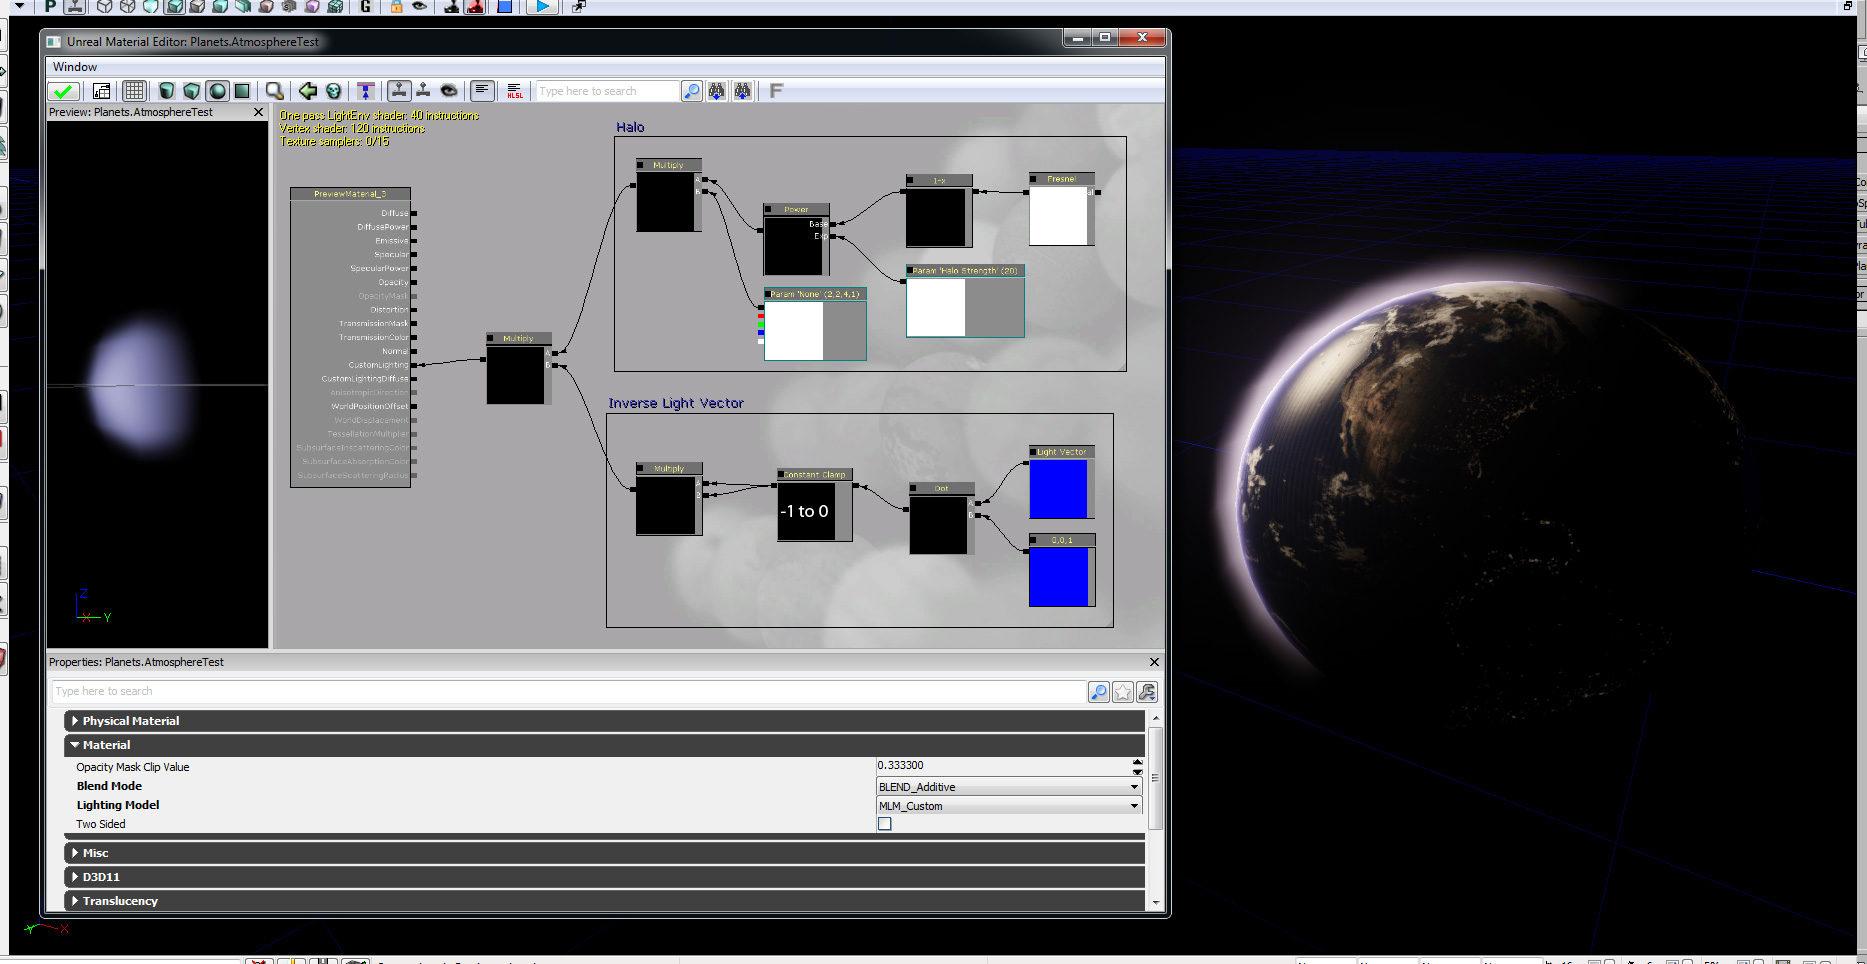 P
G
Unreal Material Editor: Planets.AtmosphereTest
Window
HLSL
Type here to search
F
Preview: Planets.AtmosphereTest
One pass LightEnv shader: 40 instructions
Vertex shader: 120 instructions
Texture samplers: 0/15
Z
X
Y
PreviewMaterial_3
Diffuse
DiffusePower
Emissive
Specular
SpecularPower
Opacity
OpacityMask
Distortion
TransmissionMask
TransmissionColor
Normal
CustomLighting
CustomLightingDiffuse
AnisotropicDirection
WorldPositionOffset
WorldDisplacement
TessellationMultiplier
SubsurfaceInscatteringColor
SubsurfaceAbsorptionColor
SubsurfaceScatteringRadius
Multiply
A
B
Halo
Multiply
A
B
Power
Base
Exp
1-x
Fresnel
Param 'None' (2,2,4,1)
Param 'Halo Strength' (20)
Inverse Light Vector
Multiply
A
B
Constant Clamp
-1 to 0
Dot
A
B
Light Vector
0,0,1
Properties: Planets.AtmosphereTest
Type here to search
Physical Material
Material
Opacity Mask Clip Value
0.333300
Blend Mode
BLEND_Additive
Lighting Model
MLM_Custom
Two Sided
Misc
D3D11
Translucency
Y
X